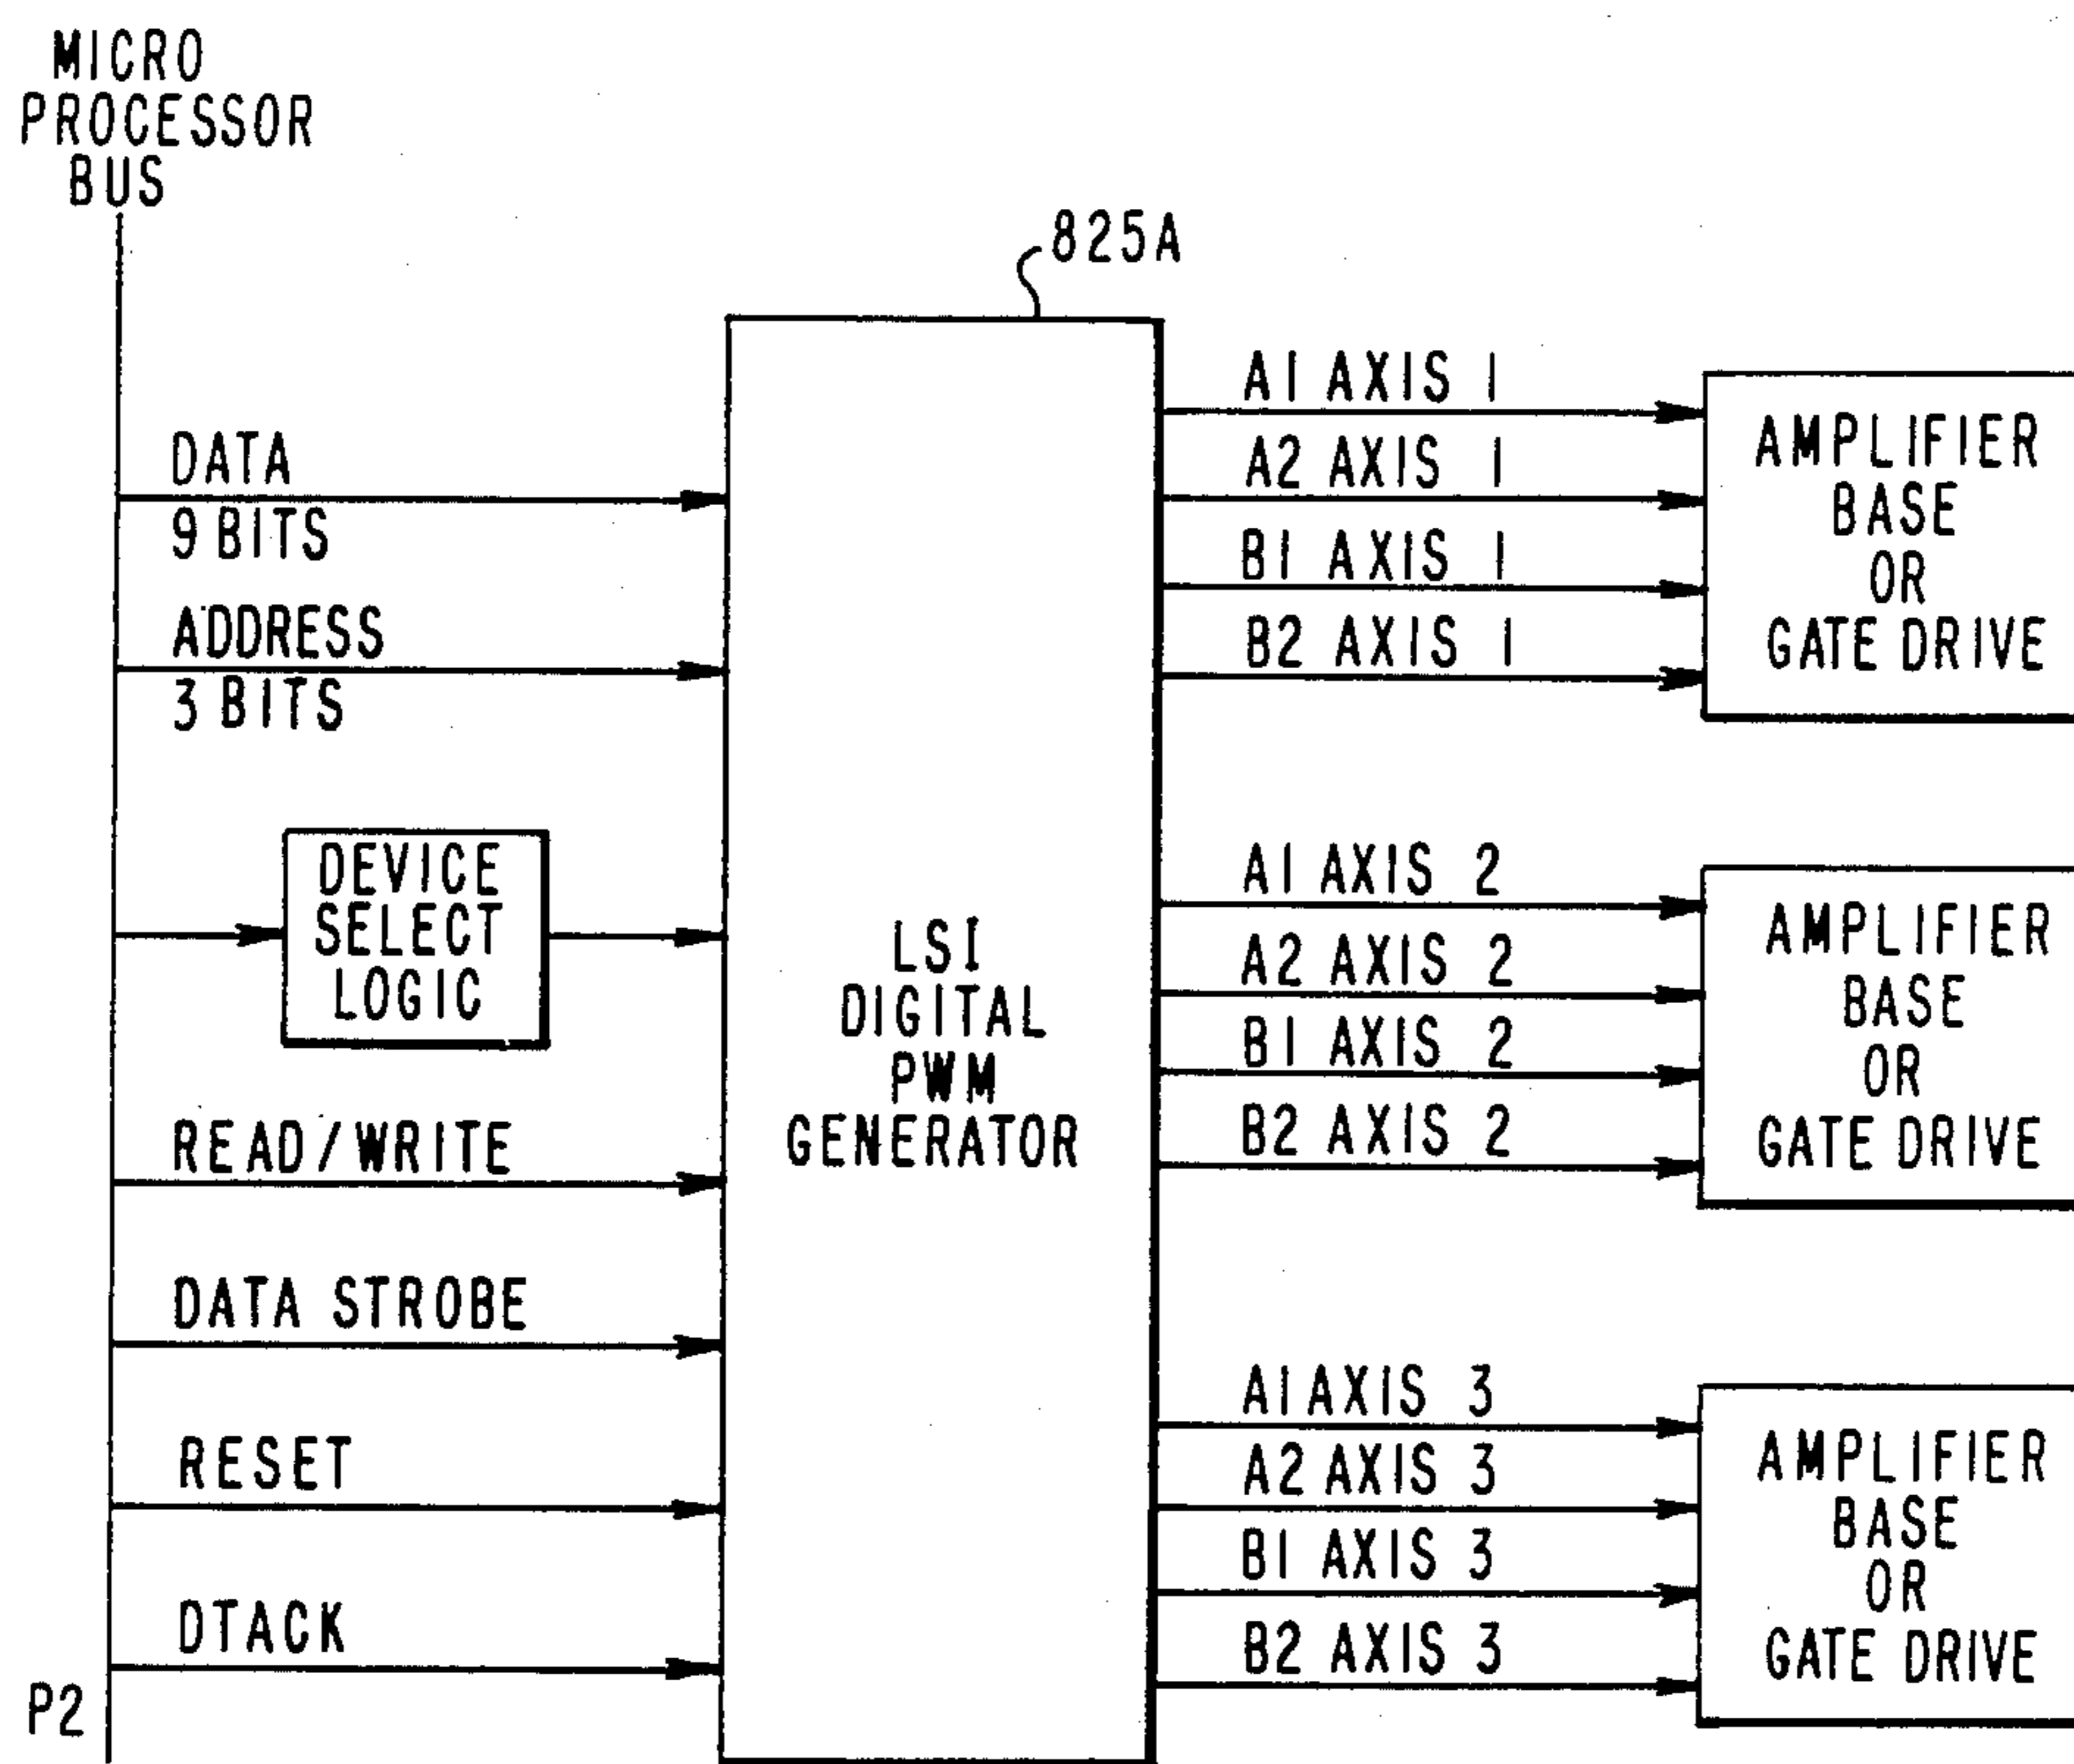 MICRO
PROCESSOR
BUS
825A
DATA
9 BITS
ADDRESS
3 BITS
DEVICE
SELECT
LOGIC
READ/WRITE
DATA STROBE
RESET
DTACK
P2
LSI
DIGITAL
PWM
GENERATOR
A1 AXIS 1
A2 AXIS 1
B1 AXIS 1
B2 AXIS 1
AMPLIFIER
BASE
OR
GATE DRIVE
A1 AXIS 2
A2 AXIS 2
B1 AXIS 2
B2 AXIS 2
AMPLIFIER
BASE
OR
GATE DRIVE
A1 AXIS 3
A2 AXIS 3
B1 AXIS 3
B2 AXIS 3
AMPLIFIER
BASE
OR
GATE DRIVE